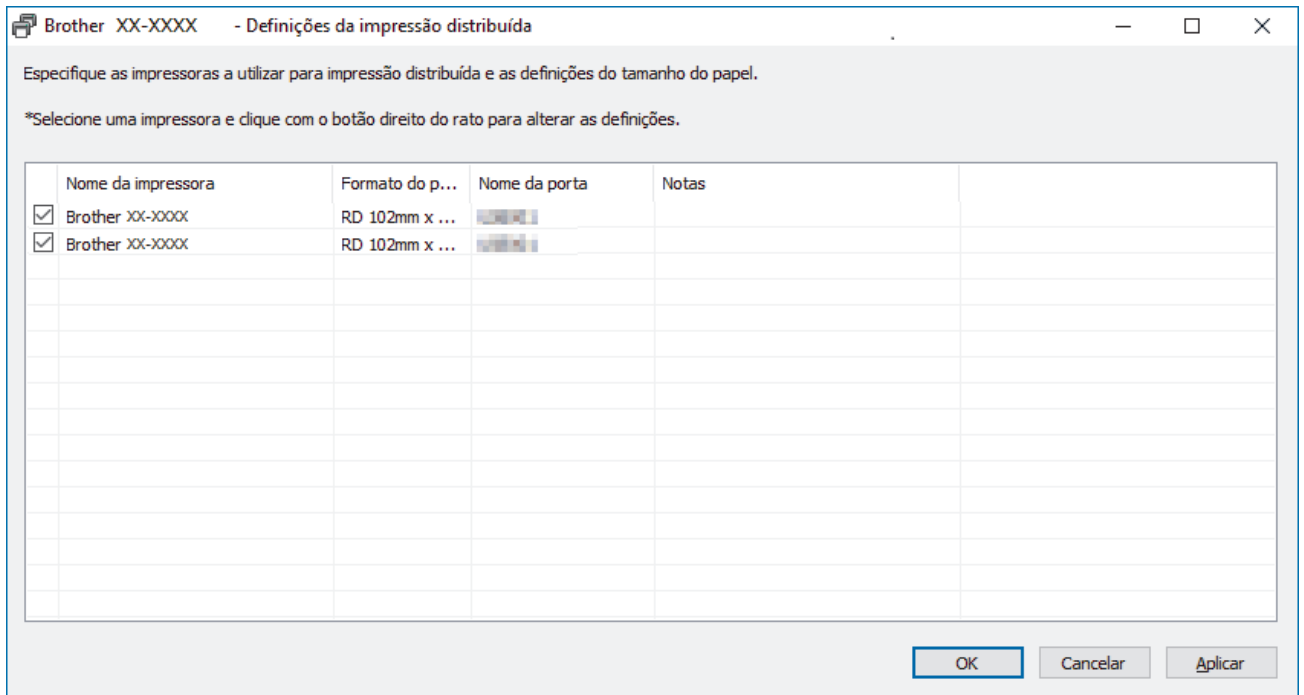 Brother XX-XXXX - Definições da impressão distribuída
Especifique as impressoras a utilizar para impressão distribuída e as definições do tamanho do papel.
*Selecione uma impressora e clique com o botão direito do rato para alterar as definições.
Nome da impressora Formato do p... Nome da porta Notas
Brother XX-XXXX RD 102mm x ...
Brother XX-XXXX RD 102mm x ...
OK Cancelar Aplicar